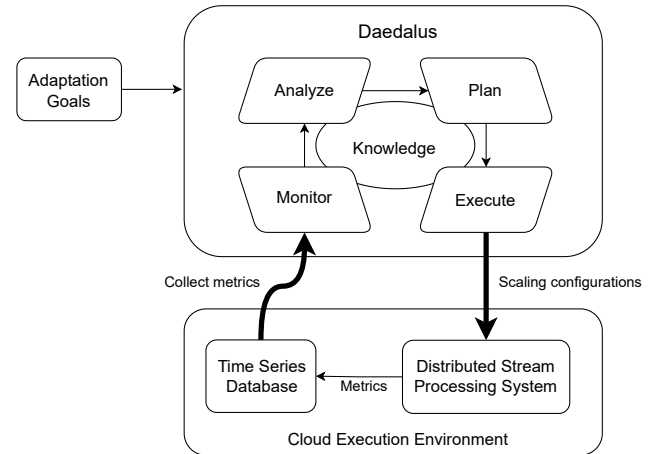 Daedalus
Adaptation
Goals
Analyze
Plan
Knowledge
Monitor
Execute
Collect metrics
Scaling configurations
Time Series
Database
Metrics
Distributed Stream
Processing System
Cloud Execution Environment